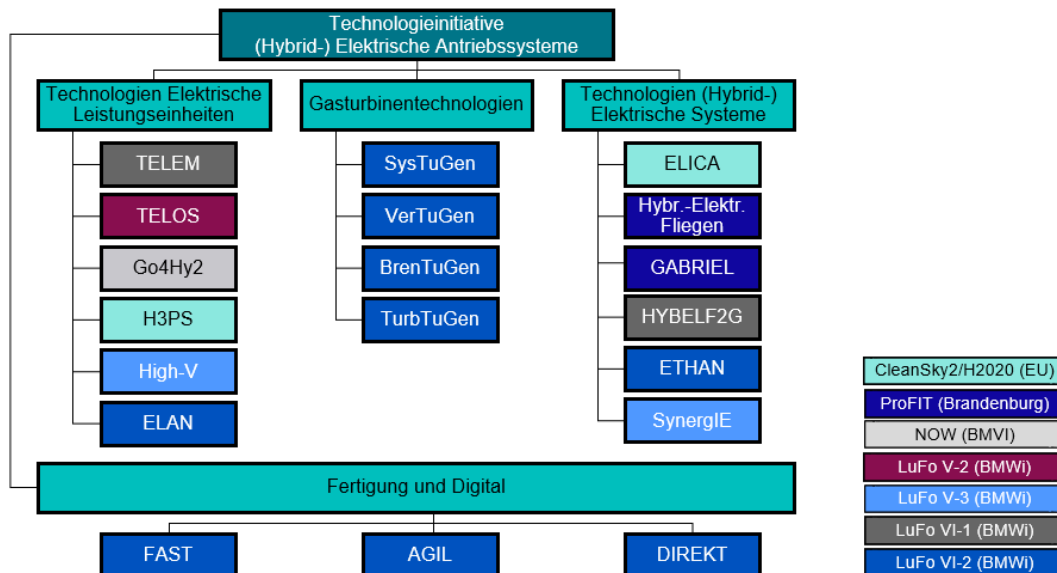 Technologieinitiative
(Hybrid-) Elektrische Antriebssysteme
Technologien Elektrische
Leistungseinheiten
TELEM
TELOS
Go4Hy2
H3PS
High-V
ELAN
Gasturbinentechnologien
SysTuGen
VerTuGen
BrenTuGen
TurbTuGen
Technologien (Hybrid-)
Elektrische Systeme
ELICA
Hybr.-Elektr.
Fliegen
GABRIEL
HYBELF2G
ETHAN
SynergIE
Fertigung und Digital
FAST
AGIL
DIREKT
CleanSky2/H2020 (EU)
ProFIT (Brandenburg)
NOW (BMVI)
LuFo V-2 (BMWi)
LuFo V-3 (BMWi)
LuFo VI-1 (BMWi)
LuFo VI-2 (BMWi)